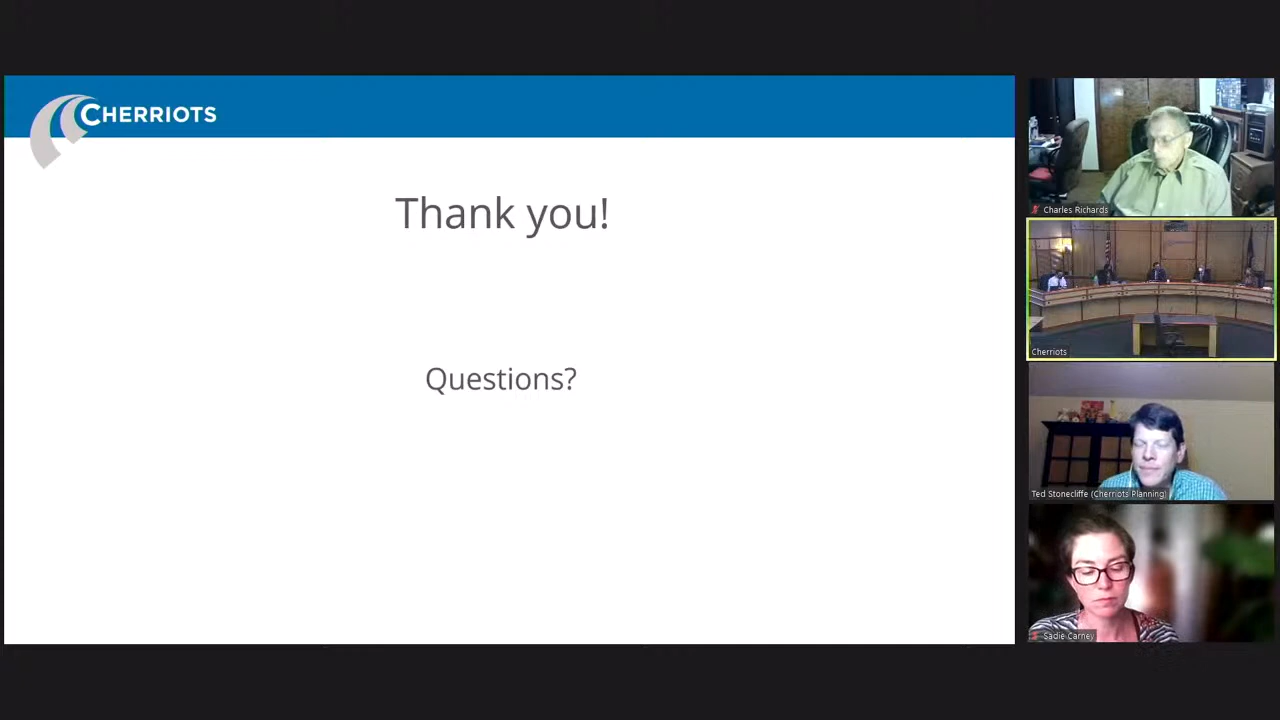 CHERRIOTS
Thank you!
Questions?
Charles Richards
Cherriots
Ted Stonecliffe (Cherriots Planning)
Sadie Carney